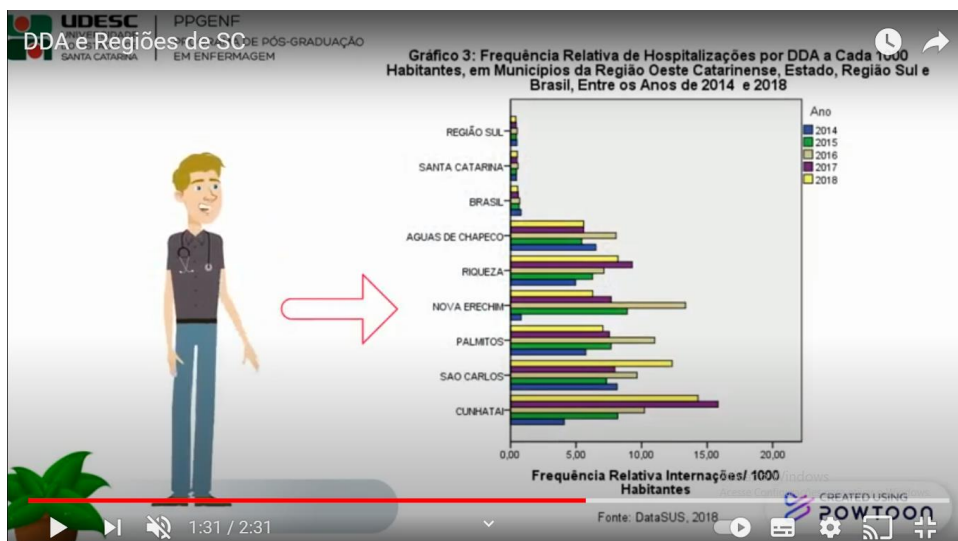 UDESC
UNIVERSIDADE
SANTA CATARINA
PPGENF
DE PÓS-GRADUAÇÃO
EM ENFERMAGEM
DDA e Regiões de SC
Gráfico 3: Frequência Relativa de Hospitalizações por DDA a Cada 1000
Habitantes, em Municípios da Região Oeste Catarinense, Estado, Região Sul e
Brasil, Entre os Anos de 2014 e 2018
Ano
2014
2015
2016
2017
2018
REGIÃO SUL
SANTA CATARINA
BRASIL
AGUAS DE CHAPECO
RIQUEZA
NOVA ERECHIM
PALMITOS
SAO CARLOS
CUNHATAI
0,00 5,00 10,00 15,00 20,00
Frequência Relativa Internações/ 1000
Habitantes
Fonte: DataSUS, 2018
CREATED USING
POWTOON
1:31 / 2:31